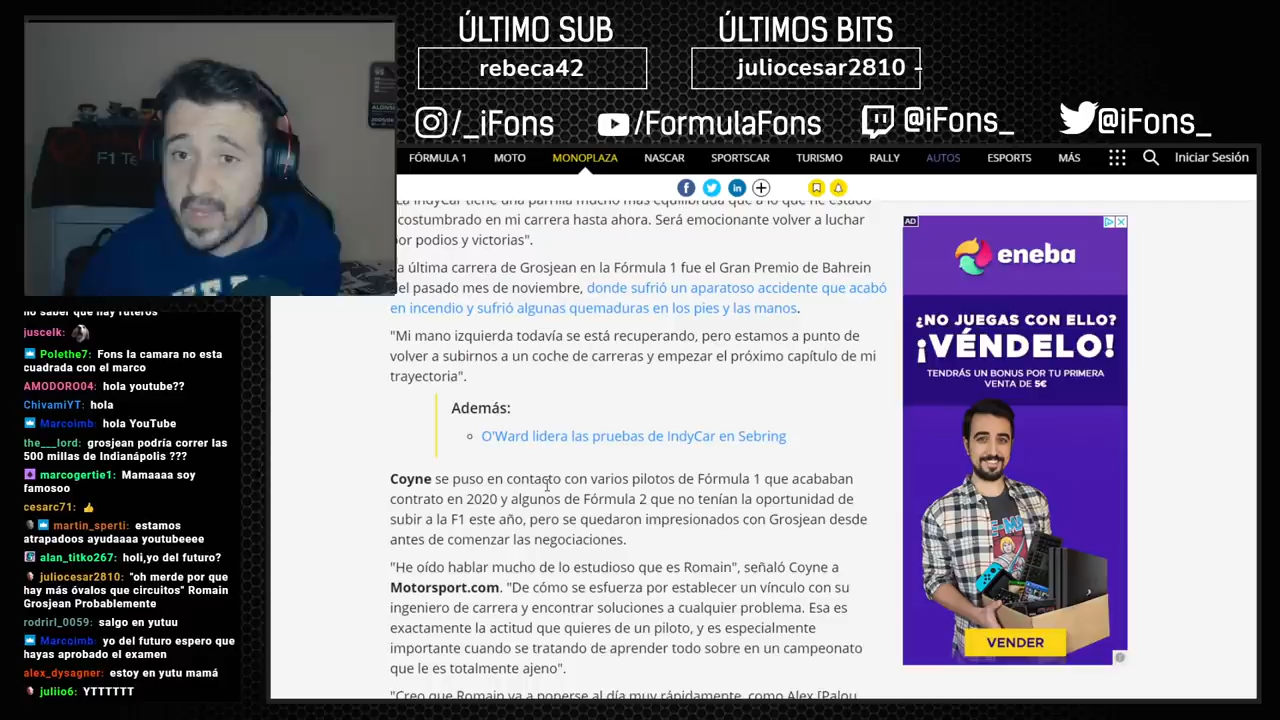 ÚLTIMO SUB
rebeca42
ÚLTIMOS BITS
juliocesar2810 -
/_iFons
/FormulaFons
@iFons_
@iFons_
FÓRMULA 1 MOTO MONOPLAZA NASCAR SPORTSCAR TURISMO RALLY AUTOS ESPORTS MÁS Iniciar Sesión
F1 Te
La IndyCar tiene una parrilla mucho más equilibrada que a lo que he estado
costumbrado en mi carrera hasta ahora. Será emocionante volver a luchar
or podios y victorias".
a última carrera de Grosjean en la Fórmula 1 fue el Gran Premio de Bahrein
el pasado mes de noviembre, donde sufrió un aparatoso accidente que acabó
en incendio y sufrió algunas quemaduras en los pies y las manos.
"Mi mano izquierda todavía se está recuperando, pero estamos a punto de
volver a subirnos a un coche de carreras y empezar el próximo capítulo de mi
trayectoria".
Además:
O'Ward lidera las pruebas de IndyCar en Sebring
Coyne se puso en contacto con varios pilotos de Fórmula 1 que acababan
contrato en 2020 y algunos de Fórmula 2 que no tenían la oportunidad de
subir a la F1 este año, pero se quedaron impresionados con Grosjean desde
antes de comenzar las negociaciones.
"He oído hablar mucho de lo estudioso que es Romain", señaló Coyne a
Motorsport.com. "De cómo se esfuerza por establecer un vínculo con su
ingeniero de carrera y encontrar soluciones a cualquier problema. Esa es
exactamente la actitud que quieres de un piloto, y es especialmente
importante cuando se tratando de aprender todo sobre en un campeonato
que le es totalmente ajeno".
"Creo que Romain va a ponerse al día muy rápidamente, como Alex [Palou
AD
eneba
¿NO JUEGAS CON ELLO?
¡VÉNDELO!
TENDRÁS UN BONUS POR TU PRIMERA
VENTA DE 5€
VENDER
no saber que hay ruteros
juscelk:
Polethe7: Fons la camara no esta
cuadrada con el marco
AMODORO04: hola youtube??
ChivamiYT: hola
Marcoimb: hola YouTube
the___lord: grosjean podría correr las
500 millas de Indianápolis ???
marcogertie1: Mamaaa soy
famosoo
cesarc71: 👍
martin_sperti: estamos
atrapadoos ayudaaaa youtubeeee
alan_titko267: holi,yo del futuro?
juliocesar2810: "oh merde por que
hay más óvalos que circuitos" Romain
Grosjean Probablemente
rodrirl_0059: salgo en yutuu
Marcoimb: yo del futuro espero que
hayas aprobado el examen
alex_dysagner: estoy en yutu mamá
juliio6: YTTTTTT